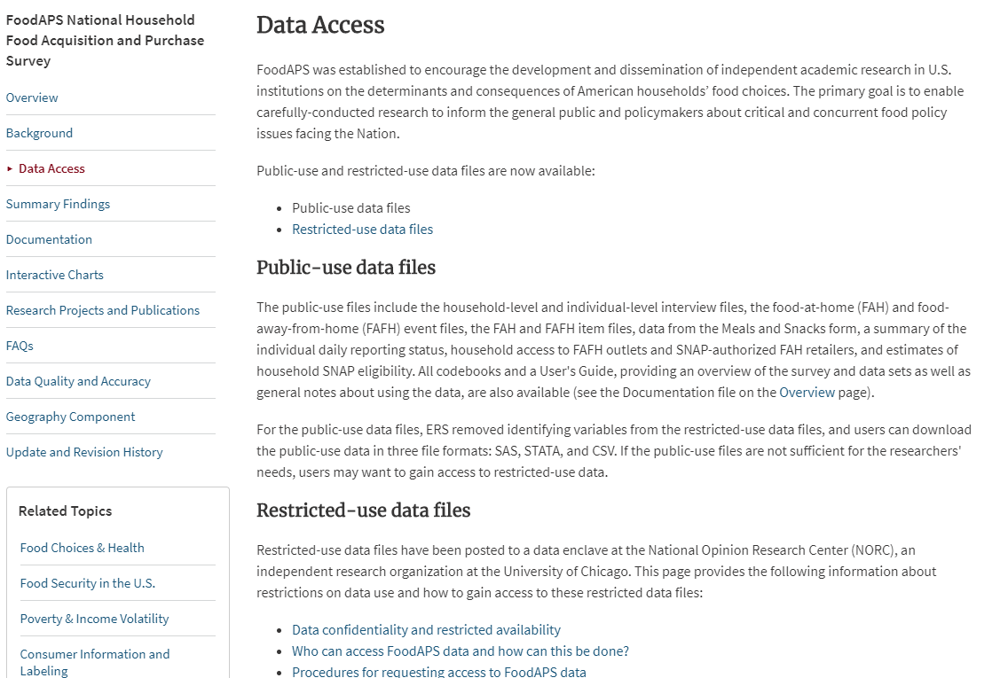 FoodAPS National Household
Food Acquisition and Purchase
Survey
Overview
Background
Data Access
Summary Findings
Documentation
Interactive Charts
Research Projects and Publications
FAQs
Data Quality and Accuracy
Geography Component
Update and Revision History
Related Topics
Food Choices & Health
Food Security in the U.S.
Poverty & Income Volatility
Consumer Information and
Labeling
Data Access
FoodAPS was established to encourage the development and dissemination of independent academic research in U.S.
institutions on the determinants and consequences of American households’ food choices. The primary goal is to enable
carefully-conducted research to inform the general public and policymakers about critical and concurrent food policy
issues facing the Nation.
Public-use and restricted-use data files are now available:
• Public-use data files
• Restricted-use data files
Public-use data files
The public-use files include the household-level and individual-level interview files, the food-at-home (FAH) and food-
away-from-home (FAFH) event files, the FAH and FAFH item files, data from the Meals and Snacks form, a summary of the
individual daily reporting status, household access to FAFH outlets and SNAP-authorized FAH retailers, and estimates of
household SNAP eligibility. All codebooks and a User's Guide, providing an overview of the survey and data sets as well as
general notes about using the data, are also available (see the Documentation file on the Overview page).
For the public-use data files, ERS removed identifying variables from the restricted-use data files, and users can download
the public-use data in three file formats: SAS, STATA, and CSV. If the public-use files are not sufficient for the researchers'
needs, users may want to gain access to restricted-use data.
Restricted-use data files
Restricted-use data files have been posted to a data enclave at the National Opinion Research Center (NORC), an
independent research organization at the University of Chicago. This page provides the following information about
restrictions on data use and how to gain access to these restricted data files:
• Data confidentiality and restricted availability
• Who can access FoodAPS data and how can this be done?
• Procedures for requesting access to FoodAPS data